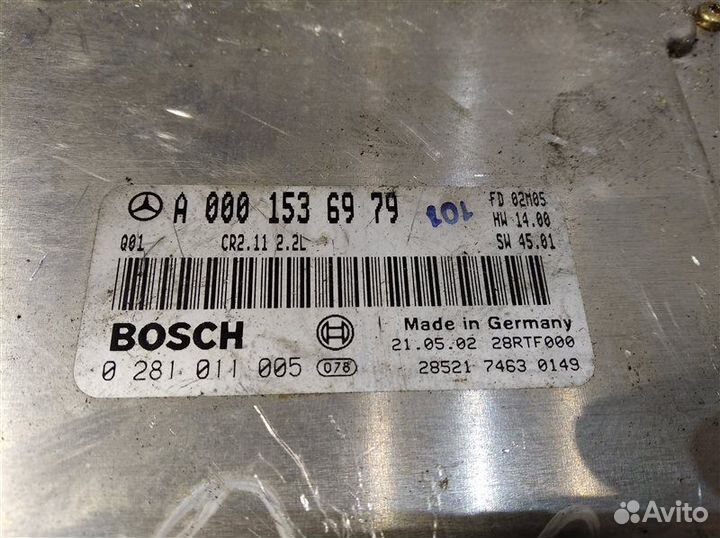 A 000 153 69 79
101
FD 02M05
HW 14.00
SW 45.01
Q01 CR2.11 2.2L
BOSCH
Made in Germany
21.05.02 28RTF000
0 281 011 005 078
28521 7463 0149
Avito